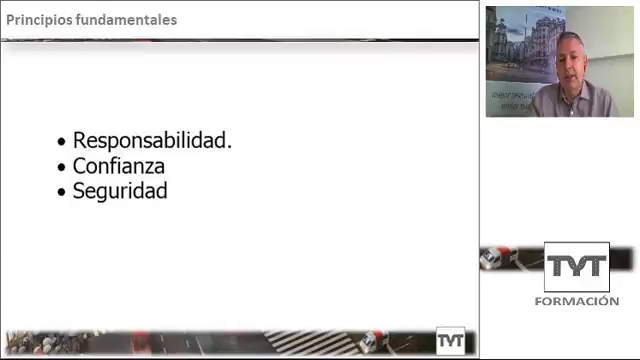 Principios fundamentales
• Responsabilidad.
• Confianza
• Seguridad
TYT
TYT
FORMACIÓN